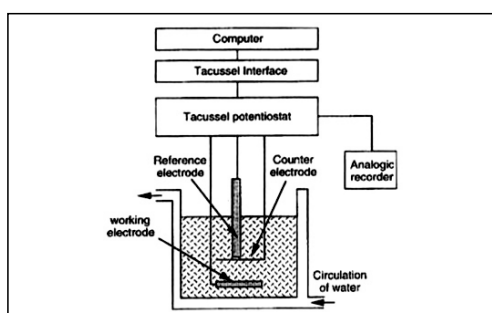 Computer
Tacussel Interface
Tacussel potentiostat
Reference
electrode
Counter
electrode
Analogic
recorder
working
electrode
Circulation
of water